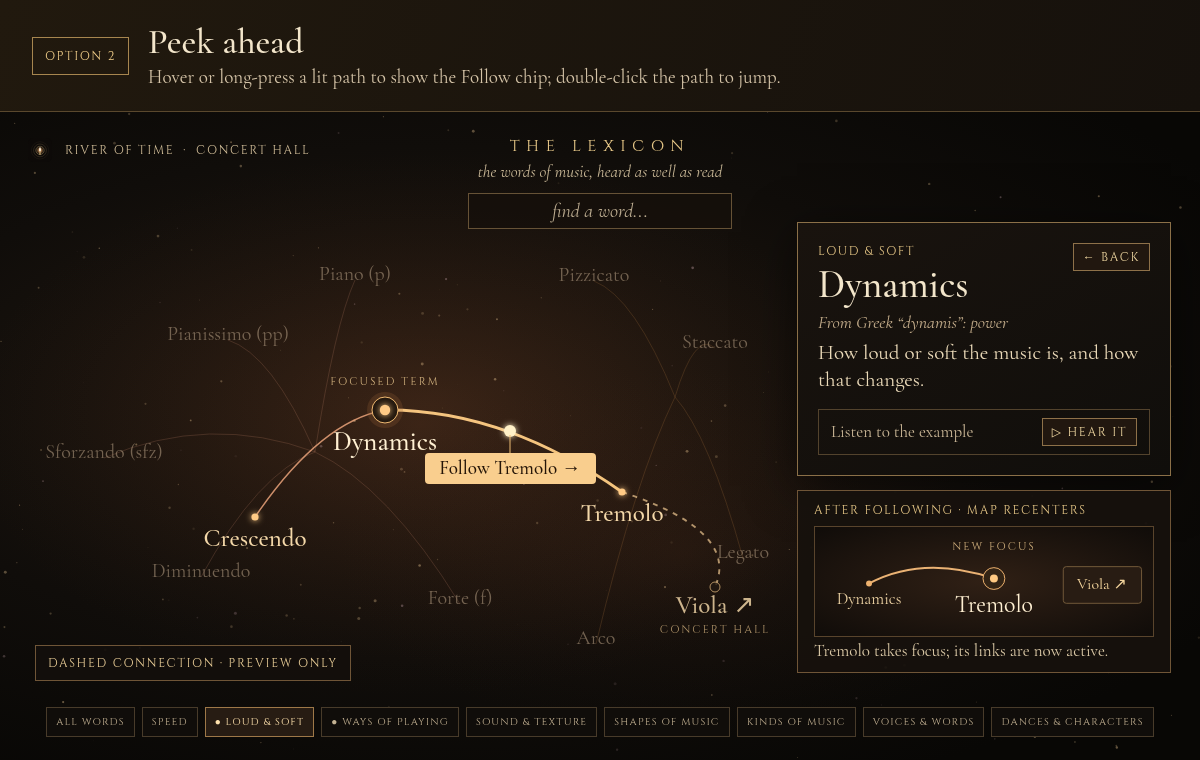 OPTION 2
Peek ahead
Hover or long-press a lit path to show the Follow chip; double-click the path to jump.
RIVER OF TIME · CONCERT HALL
THE LEXICON
the words of music, heard as well as read
find a word...
Piano (p)
Pizzicato
Pianissimo (pp)
Staccato
FOCUSED TERM
Dynamics
Sforzando (sfz)
Follow Tremolo →
Tremolo
Crescendo
Legato
Diminuendo
Forte (f)
Viola ↗
CONCERT HALL
Arco
LOUD & SOFT
← BACK
Dynamics
From Greek “dynamis”: power
How loud or soft the music is, and how
that changes.
Listen to the example
▷ HEAR IT
AFTER FOLLOWING · MAP RECENTERS
NEW FOCUS
Dynamics
Tremolo
Viola ↗
Tremolo takes focus; its links are now active.
DASHED CONNECTION · PREVIEW ONLY
ALL WORDS
SPEED
● LOUD & SOFT
● WAYS OF PLAYING
SOUND & TEXTURE
SHAPES OF MUSIC
KINDS OF MUSIC
VOICES & WORDS
DANCES & CHARACTERS